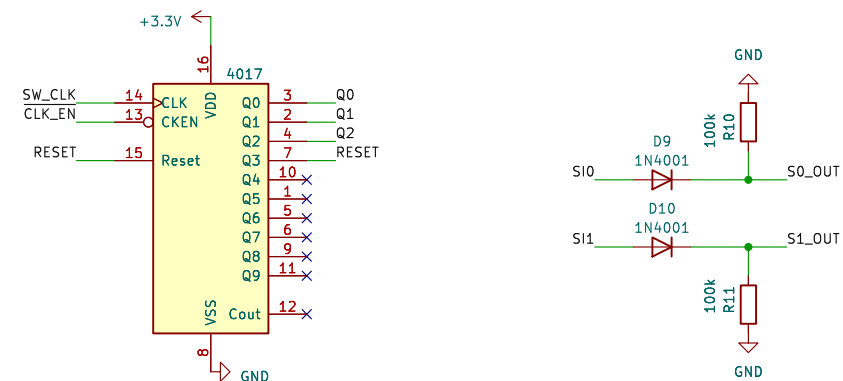 +3.3V
16
4017
VDD
SW_CLK 14 CLK Q0 3 Q0
CLK_EN 13 CKEN Q1 2 Q1
Q2 4 Q2
RESET 15 Reset Q3 7 RESET
Q4 10
Q5 1
Q6 5
Q7 6
Q8 9
Q9 11
VSS
Cout 12
8
GND
GND
100k
R10
D9
1N4001
SI0 S0_OUT
D10
1N4001
SI1 S1_OUT
100k
R11
GND